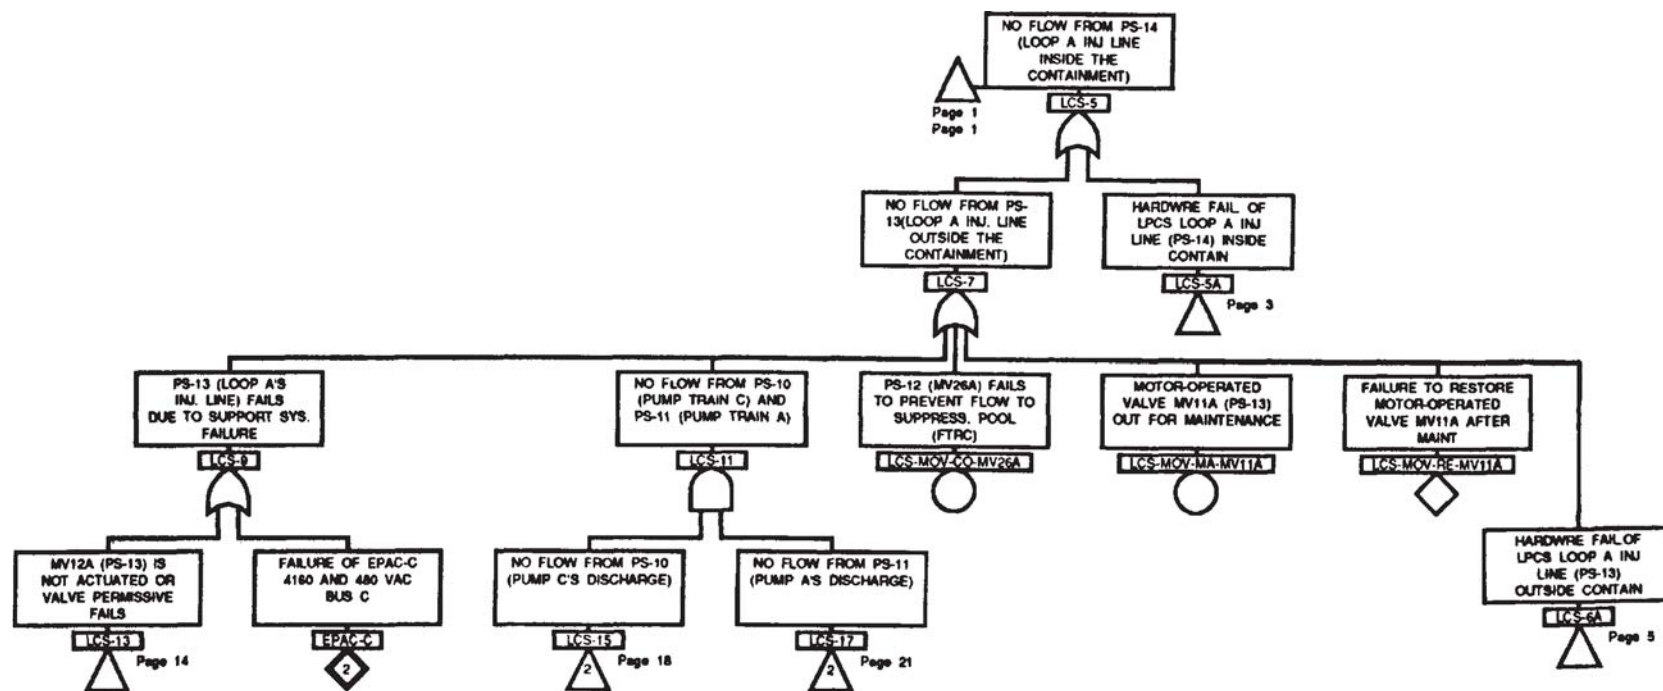 NO FLOW FROM PS-14
(LOOP A INJ LINE
INSIDE THE
CONTAINMENT)
LCS-5
Page 1
Page 1
NO FLOW FROM PS-
13(LOOP A INJ. LINE
OUTSIDE THE
CONTAINMENT)
LCS-7
HARDWRE FAIL. OF
LPCS LOOP A INJ
LINE (PS-14) INSIDE
CONTAIN
LCS-5A
Page 3
PS-13 (LOOP A'S
INJ. LINE) FAILS
DUE TO SUPPORT SYS.
FAILURE
LCS-9
NO FLOW FROM PS-10
(PUMP TRAIN C) AND
PS-11 (PUMP TRAIN A)
LCS-11
PS-12 (MV26A) FAILS
TO PREVENT FLOW TO
SUPPRESS. POOL
(FTRC)
LCS-MOV-CO-MV26A
MOTOR-OPERATED
VALVE MV11A (PS-13)
OUT FOR MAINTENANCE
LCS-MOV-MA-MV11A
FAILURE TO RESTORE
MOTOR-OPERATED
VALVE MV11A AFTER
MAINT
LCS-MOV-RE-MV11A
MV12A (PS-13) IS
NOT ACTUATED OR
VALVE PERMISSIVE
FAILS
LCS-13
Page 14
FAILURE OF EPAC-C
4160 AND 480 VAC
BUS C
EPAC-C
2
NO FLOW FROM PS-10
(PUMP C'S DISCHARGE)
LCS-15
2
Page 18
NO FLOW FROM PS-11
(PUMP A'S DISCHARGE)
LCS-17
2
Page 21
HARDWRE FAIL.OF
LPCS LOOP A INJ
LINE (PS-13)
OUTSIDE CONTAIN
LCS-6A
Page 5